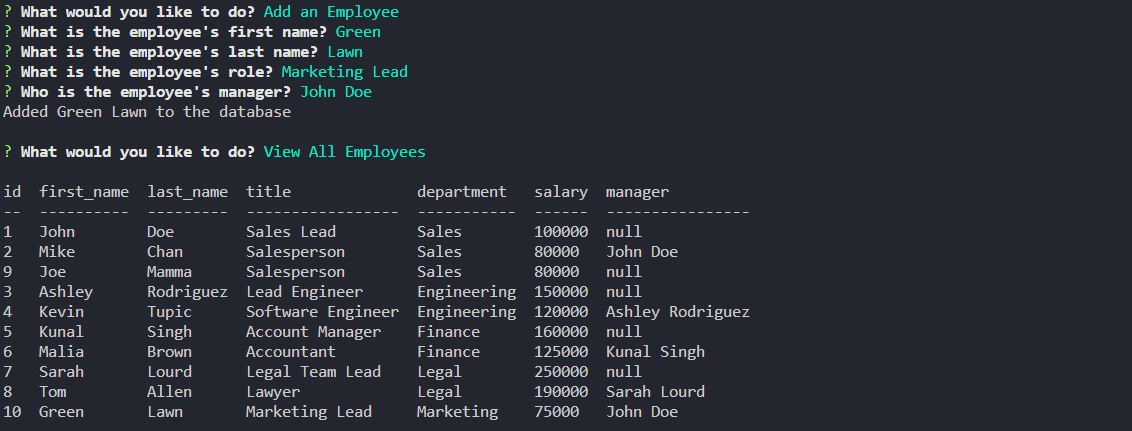 ? What would you like to do? Add an Employee
? What is the employee's first name? Green
? What is the employee's last name? Lawn
? What is the employee's role? Marketing Lead
? Who is the employee's manager? John Doe
Added Green Lawn to the database
? What would you like to do? View All Employees
id  first_name  last_name  title              department   salary  manager
--  ----------  ---------  -----------------  -----------  ------  ----------------
1   John        Doe        Sales Lead         Sales        100000  null
2   Mike        Chan       Salesperson        Sales        80000   John Doe
9   Joe         Mamma      Salesperson        Sales        80000   null
3   Ashley      Rodriguez  Lead Engineer      Engineering  150000  null
4   Kevin       Tupic      Software Engineer  Engineering  120000  Ashley Rodriguez
5   Kunal       Singh      Account Manager    Finance      160000  null
6   Malia       Brown      Accountant         Finance      125000  Kunal Singh
7   Sarah       Lourd      Legal Team Lead    Legal        250000  null
8   Tom         Allen      Lawyer             Legal        190000  Sarah Lourd
10  Green       Lawn       Marketing Lead     Marketing    75000   John Doe